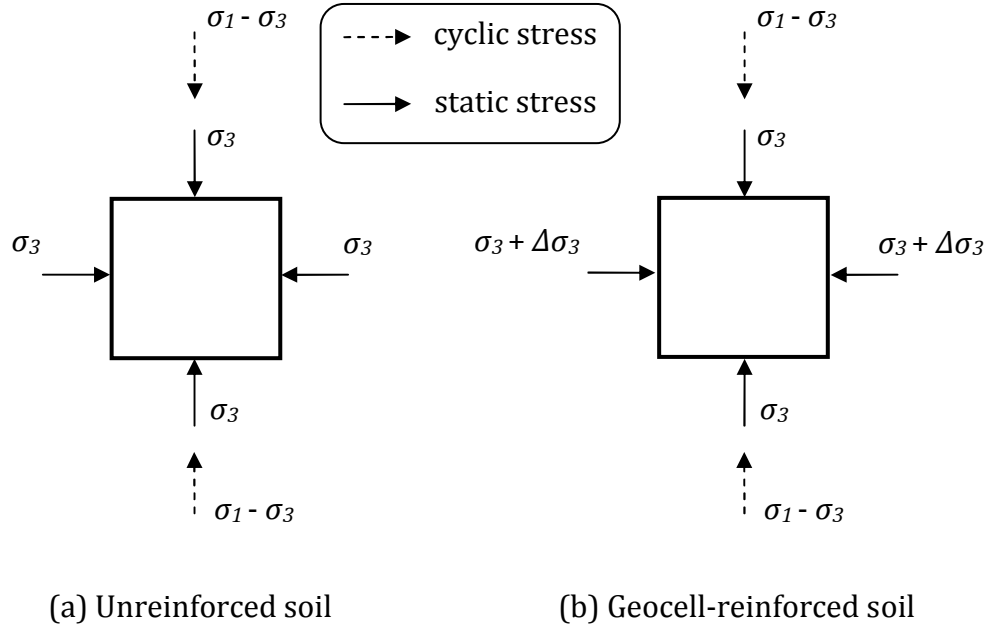 σ1 - σ3
cyclic stress
static stress
σ1 - σ3
σ3
σ3
σ3
σ3
σ3 + Δσ3
σ3 + Δσ3
σ3
σ3
σ1 - σ3
σ1 - σ3
(a) Unreinforced soil
(b) Geocell-reinforced soil